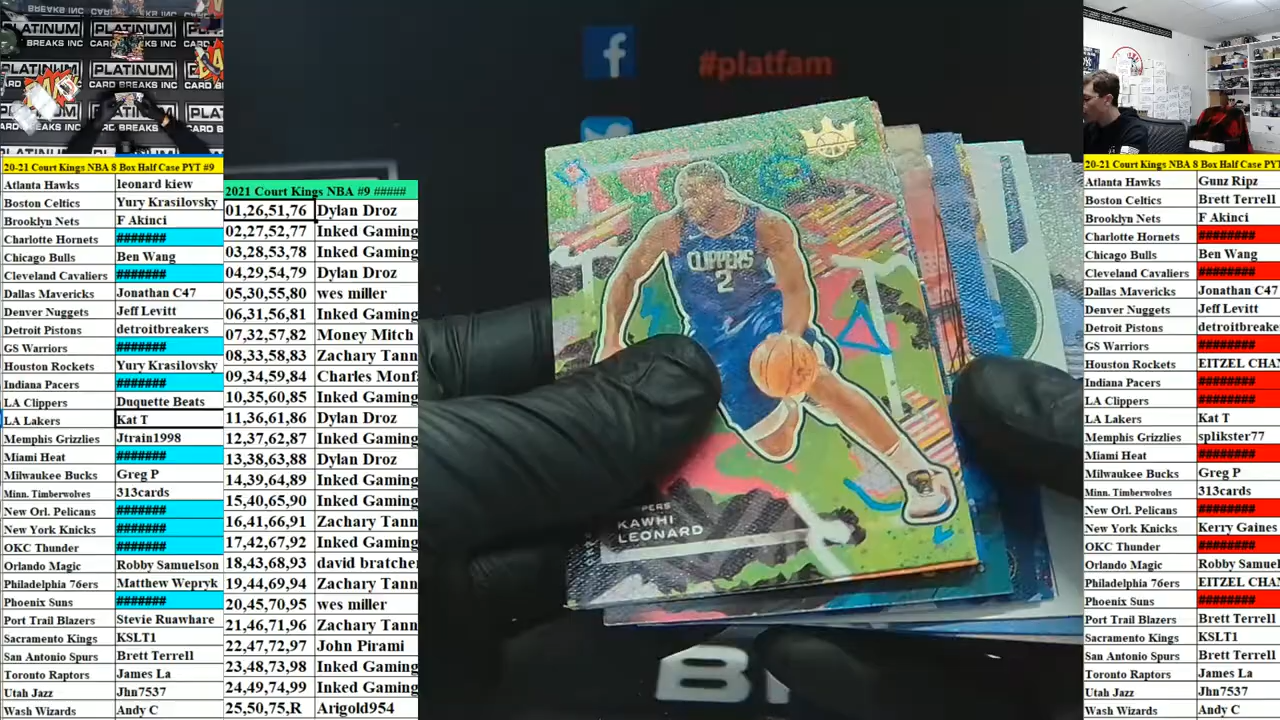 PLATINUM
BREAKS INC CARD BREAKS INC CARD BRE
PLATINUM PLATINUM PLAT
CARD BREAKS INC
CARD B
#platfam
20-21 Court Kings NBA 8 Box Half Case PYT #9
Atlanta Hawks leonard kiew
Boston Celtics Yury Krasilovsky
Brooklyn Nets F Akinci
Charlotte Hornets #######
Chicago Bulls Ben Wang
Cleveland Cavaliers #######
Dallas Mavericks Jonathan C47
Denver Nuggets Jeff Levitt
Detroit Pistons detroitbreakers
GS Warriors #######
Houston Rockets Yury Krasilovsky
Indiana Pacers #######
LA Clippers Duquette Beats
LA Lakers Kat T
Memphis Grizzlies Jtrain1998
Miami Heat #######
Milwaukee Bucks Greg P
Minn. Timberwolves 313cards
New Orl. Pelicans #######
New York Knicks #######
OKC Thunder #######
Orlando Magic Robby Samuelson
Philadelphia 76ers Matthew Wepryk
Phoenix Suns #######
Port Trail Blazers Stevie Ruawhare
Sacramento Kings KSLT1
San Antonio Spurs Brett Terrell
Toronto Raptors James La
Utah Jazz Jhn7537
Wash Wizards Andy C
2021 Court Kings NBA #9 #####
01,26,51,76 Dylan Droz
02,27,52,77 Inked Gaming
03,28,53,78 Inked Gaming
04,29,54,79 Dylan Droz
05,30,55,80 wes miller
06,31,56,81 Inked Gaming
07,32,57,82 Money Mitch
08,33,58,83 Zachary Tann
09,34,59,84 Charles Monf
10,35,60,85 Inked Gaming
11,36,61,86 Dylan Droz
12,37,62,87 Inked Gaming
13,38,63,88 Dylan Droz
14,39,64,89 Inked Gaming
15,40,65,90 Inked Gaming
16,41,66,91 Zachary Tann
17,42,67,92 Inked Gaming
18,43,68,93 david bratcher
19,44,69,94 Zachary Tann
20,45,70,95 wes miller
21,46,71,96 Zachary Tann
22,47,72,97 John Pirami
23,48,73,98 Inked Gaming
24,49,74,99 Inked Gaming
25,50,75,R Arigold954
CLIPPERS
2
KAWHI
LEONARD
20-21 Court Kings NBA 8 Box Half Case PYT
Atlanta Hawks Gunz Ripz
Boston Celtics Brett Terrell
Brooklyn Nets F Akinci
Charlotte Hornets ########
Chicago Bulls Ben Wang
Cleveland Cavaliers ########
Dallas Mavericks Jonathan C47
Denver Nuggets Jeff Levitt
Detroit Pistons detroitbreake
GS Warriors ########
Houston Rockets EITZEL CHA
Indiana Pacers ########
LA Clippers ########
LA Lakers Kat T
Memphis Grizzlies splikster77
Miami Heat ########
Milwaukee Bucks Greg P
Minn. Timberwolves 313cards
New Orl. Pelicans ########
New York Knicks Kerry Gaines
OKC Thunder ########
Orlando Magic Robby Samuel
Philadelphia 76ers EITZEL CHA
Phoenix Suns ########
Port Trail Blazers Brett Terrell
Sacramento Kings KSLT1
San Antonio Spurs Brett Terrell
Toronto Raptors James La
Utah Jazz Jhn7537
Wash Wizards Andy C